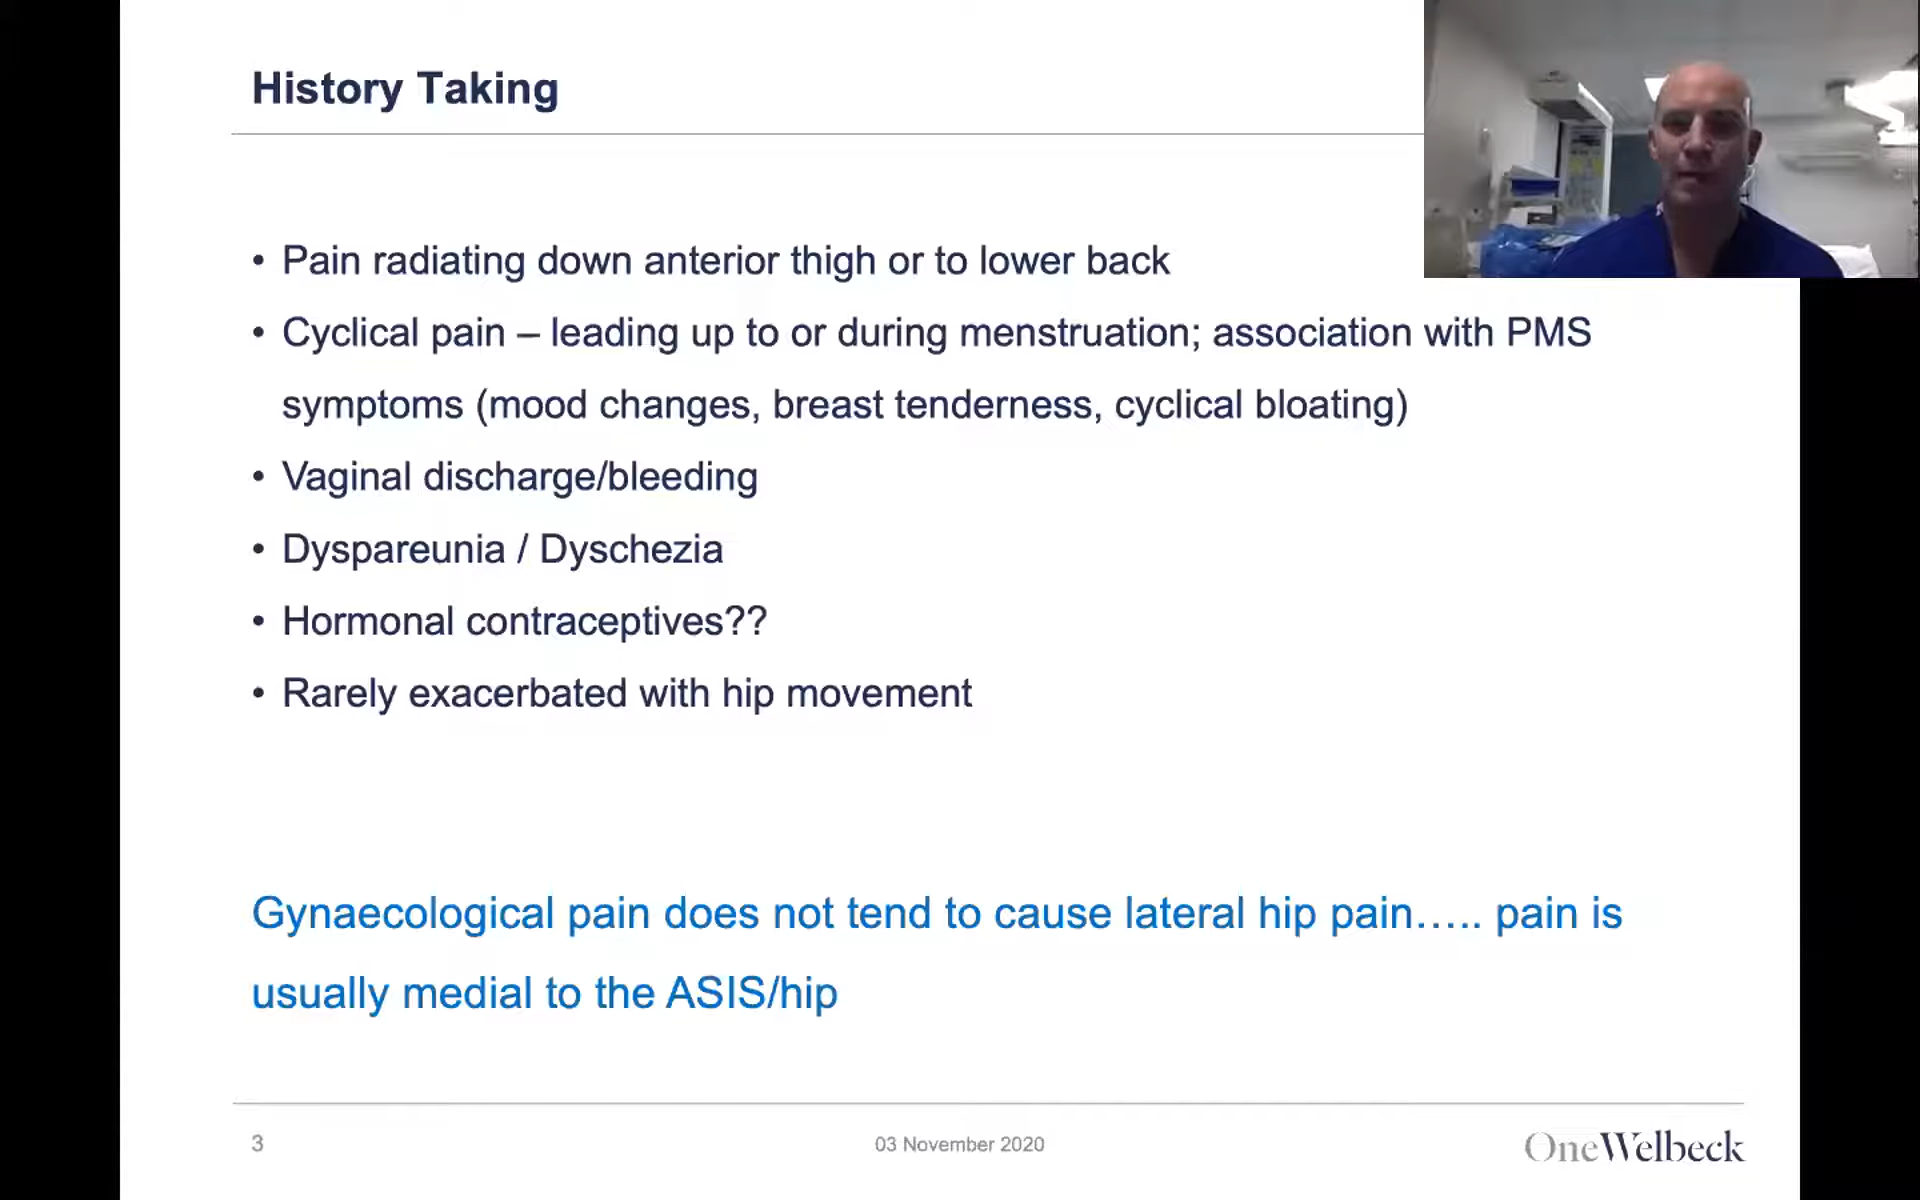 History Taking
• Pain radiating down anterior thigh or to lower back
• Cyclical pain – leading up to or during menstruation; association with PMS
symptoms (mood changes, breast tenderness, cyclical bloating)
• Vaginal discharge/bleeding
• Dyspareunia / Dyschezia
• Hormonal contraceptives??
• Rarely exacerbated with hip movement
Gynaecological pain does not tend to cause lateral hip pain….. pain is
usually medial to the ASIS/hip
3
03 November 2020
OneWelbeck